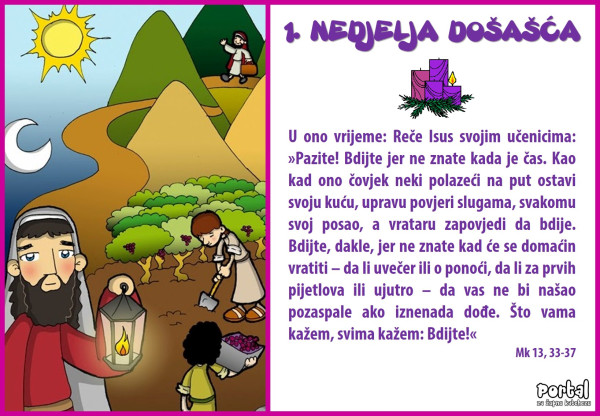 1. NEDJELJA DOŠAŠĆA
U ono vrijeme: Reče Isus svojim učenicima:
»Pazite! Bdijte jer ne znate kada je čas. Kao
kad ono čovjek neki polazeći na put ostavi
svoju kuću, upravu povjeri slugama, svakomu
svoj posao, a vrataru zapovjedi da bdije.
Bdijte, dakle, jer ne znate kad će se domaćin
vratiti – da li uvečer ili o ponoći, da li za prvih
pijetlova ili ujutro – da vas ne bi našao
pozaspale ako iznenada dođe. Što vama
kažem, svima kažem: Bdijte!«
Mk 13, 33-37
Portal